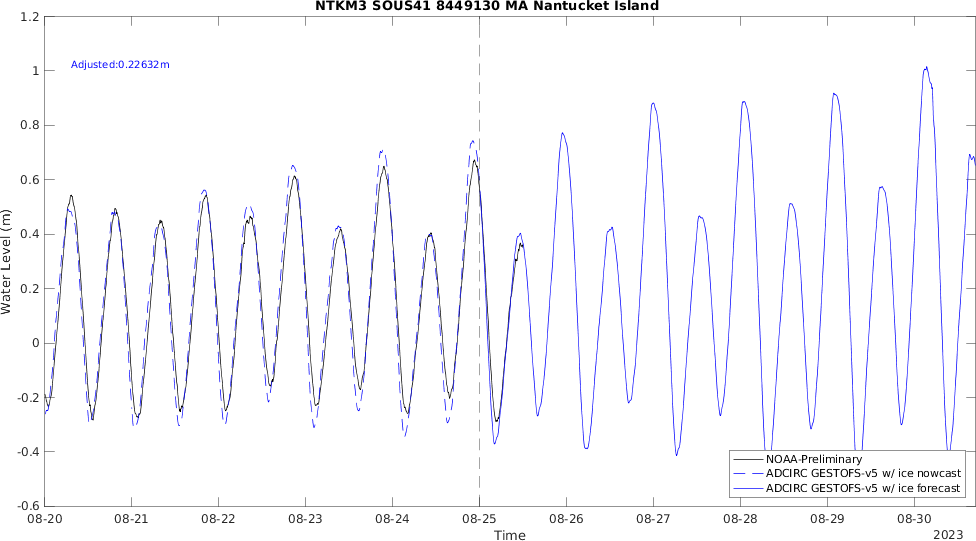 NTKM3 SOUS41 8449130 MA Nantucket Island
1.2
1
0.8
0.6
0.4
0.2
0
-0.2
-0.4
-0.6
Water Level (m)
Adjusted:0.22632m
NOAA-Preliminary
ADCIRC GESTOFS-v5 w/ ice nowcast
ADCIRC GESTOFS-v5 w/ ice forecast
08-20 08-21 08-22 08-23 08-24 08-25 08-26 08-27 08-28 08-29 08-30
Time
2023